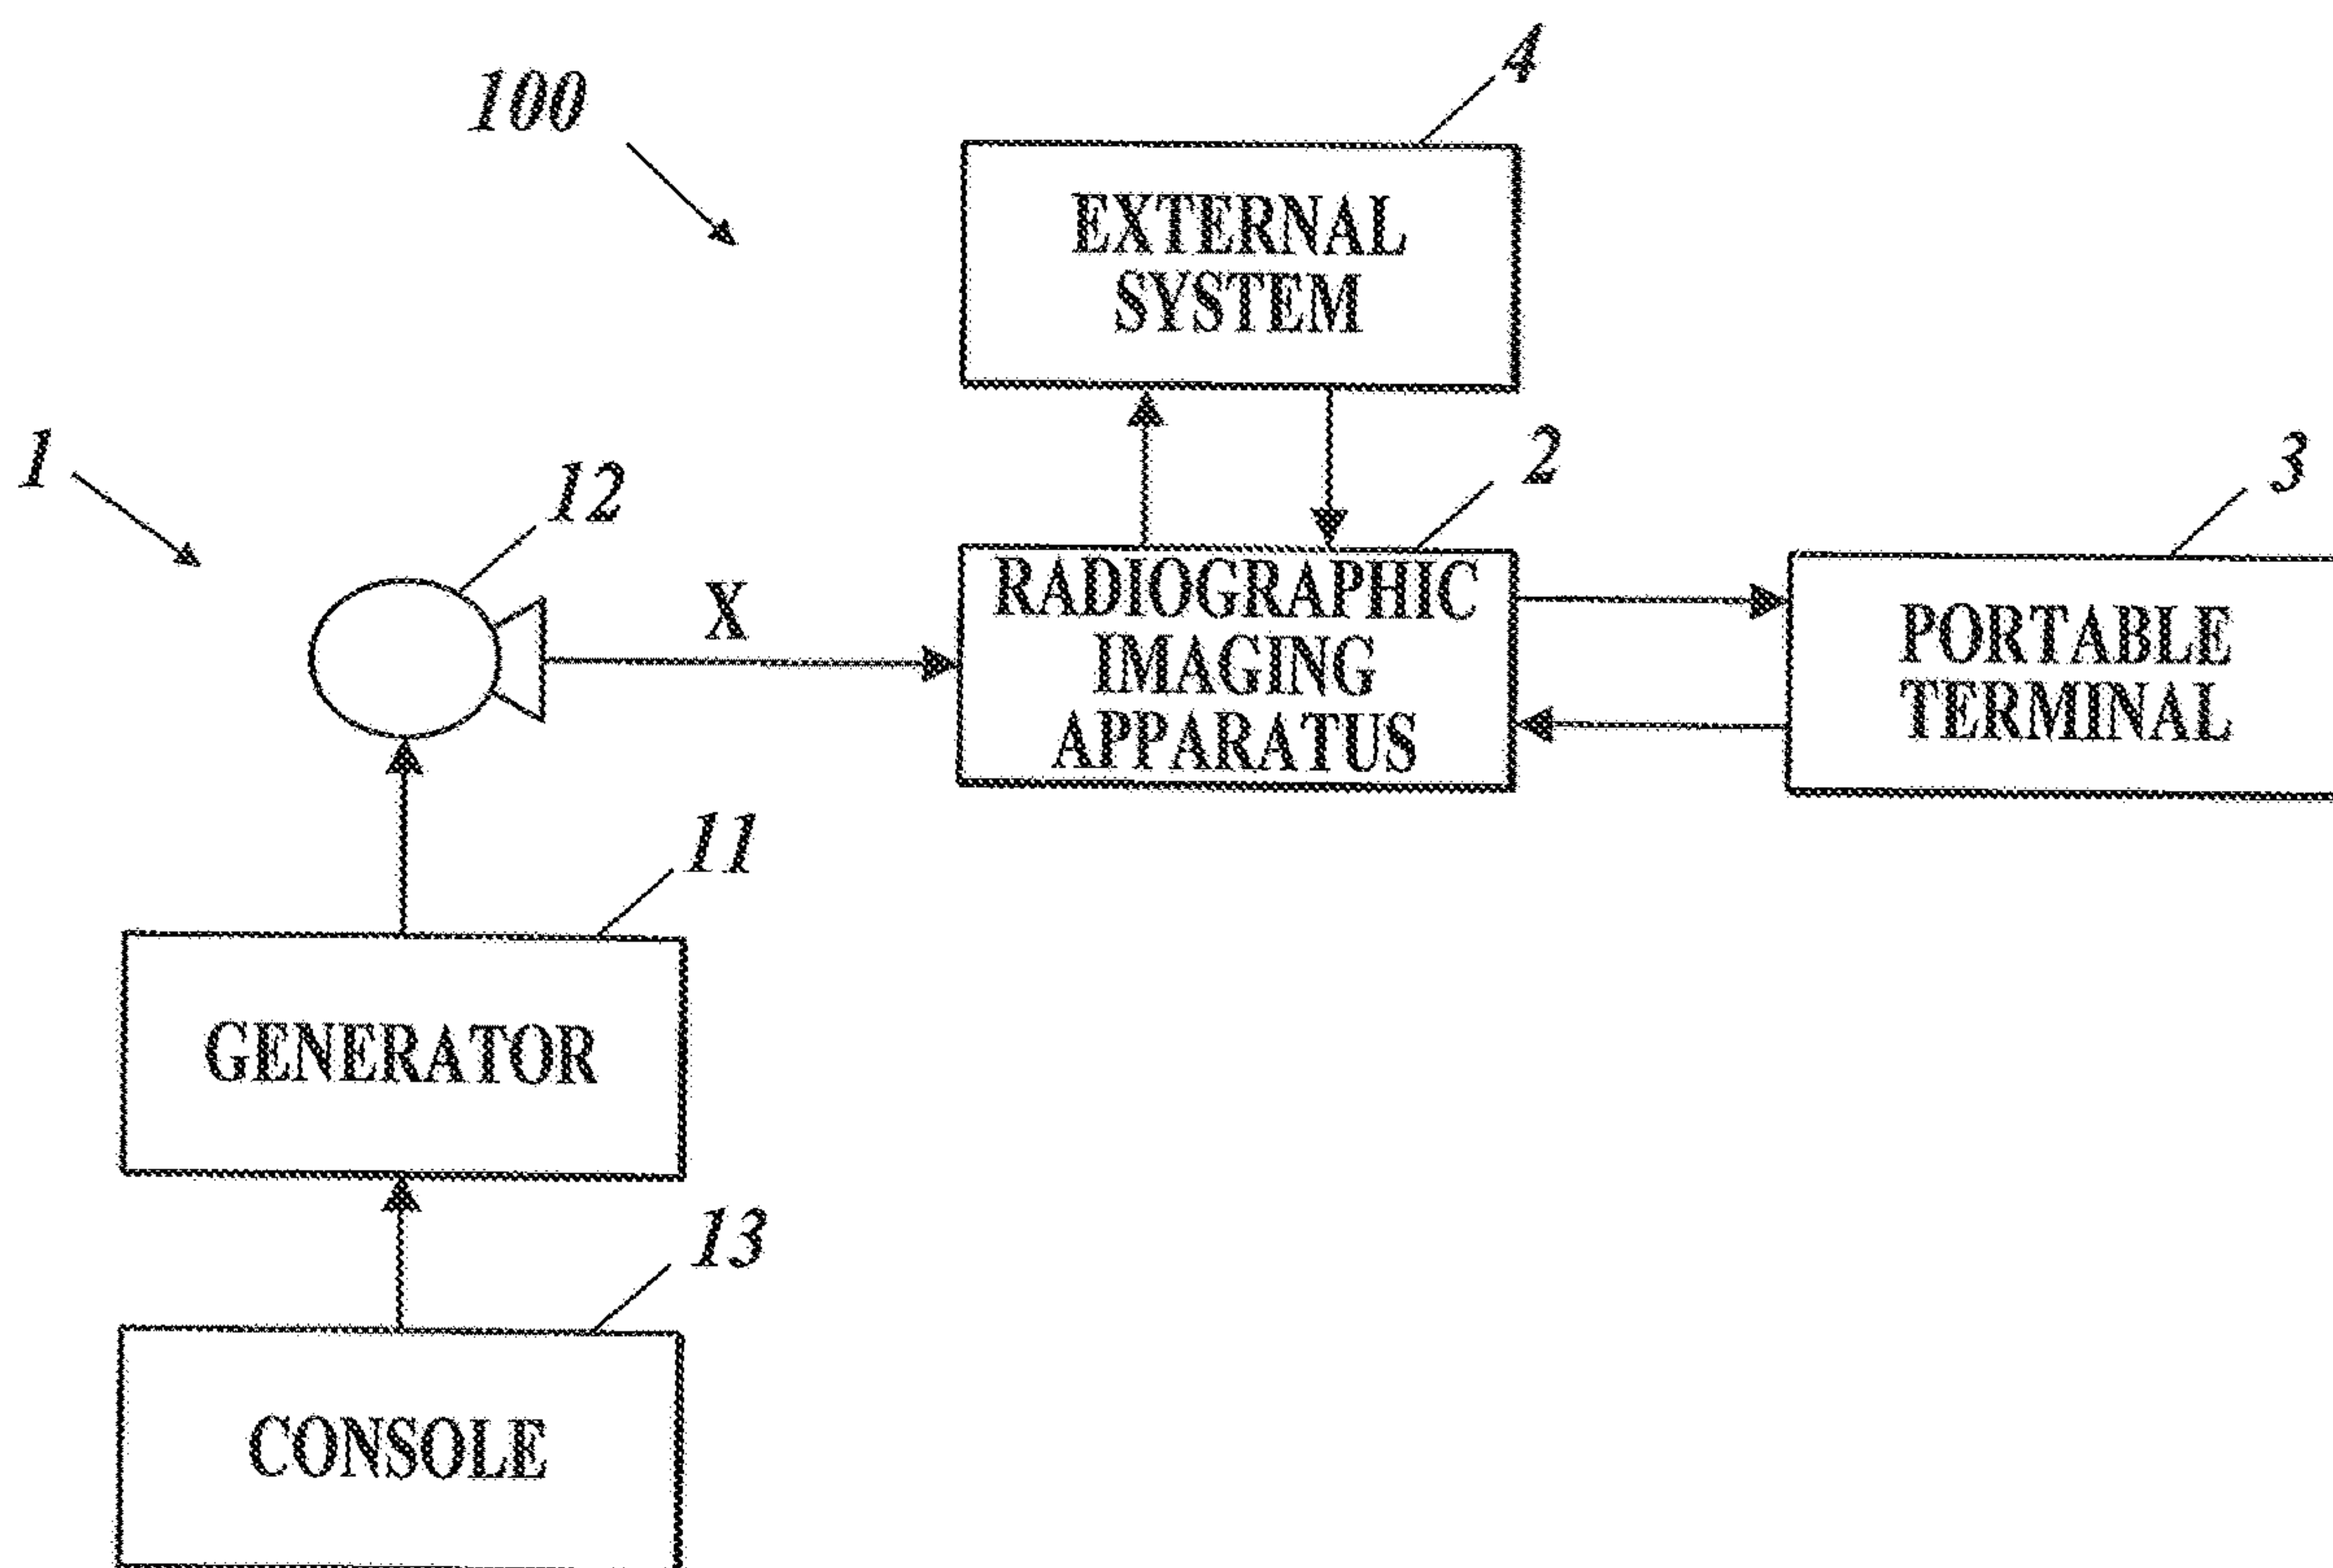 100
4
EXTERNAL
SYSTEM
1
12
2
3
X
RADIOGRAPHIC
IMAGING
APPARATUS
PORTABLE
TERMINAL
11
GENERATOR
13
CONSOLE